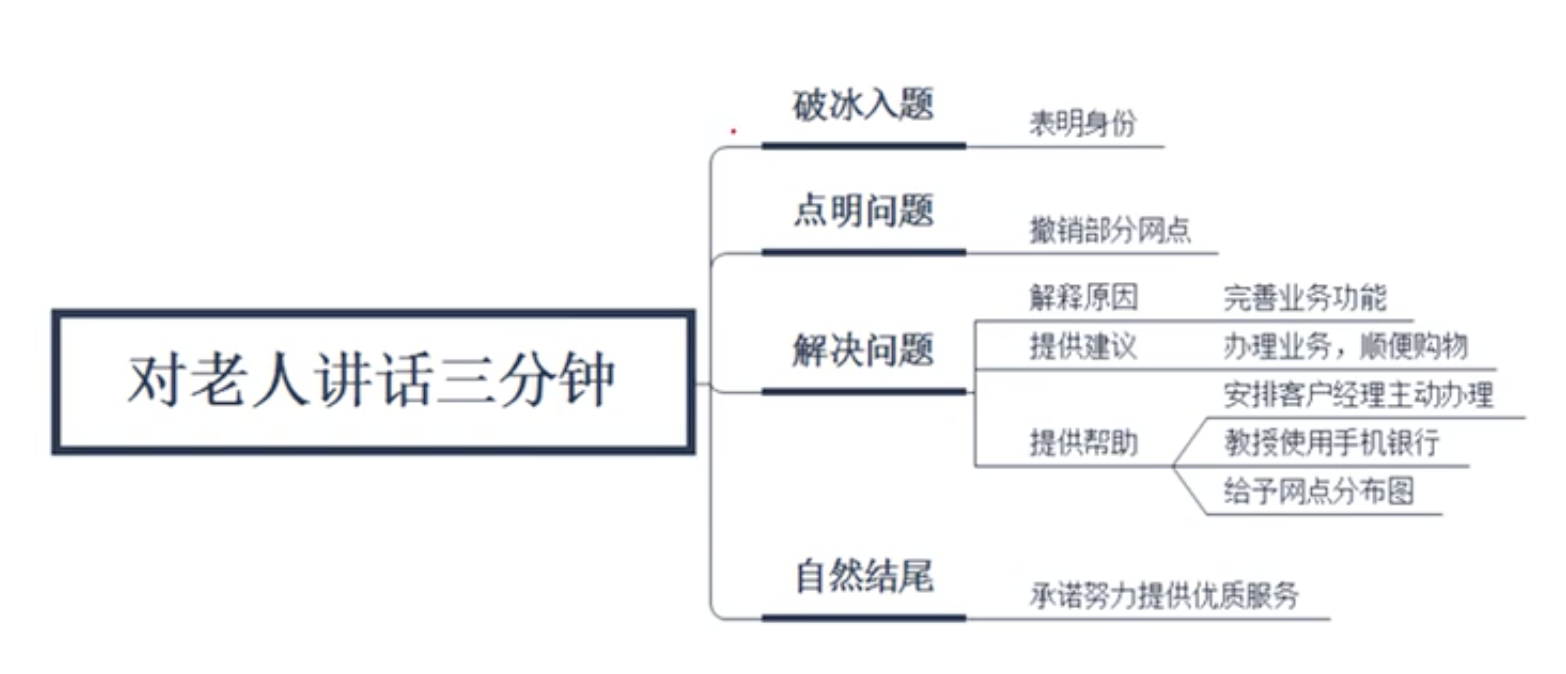 对老人讲话三分钟
破冰入题
表明身份
点明问题
撤销部分网点
解决问题
解释原因
完善业务功能
提供建议
办理业务，顺便购物
提供帮助
安排客户经理主动办理
教授使用手机银行
给予网点分布图
自然结尾
承诺努力提供优质服务